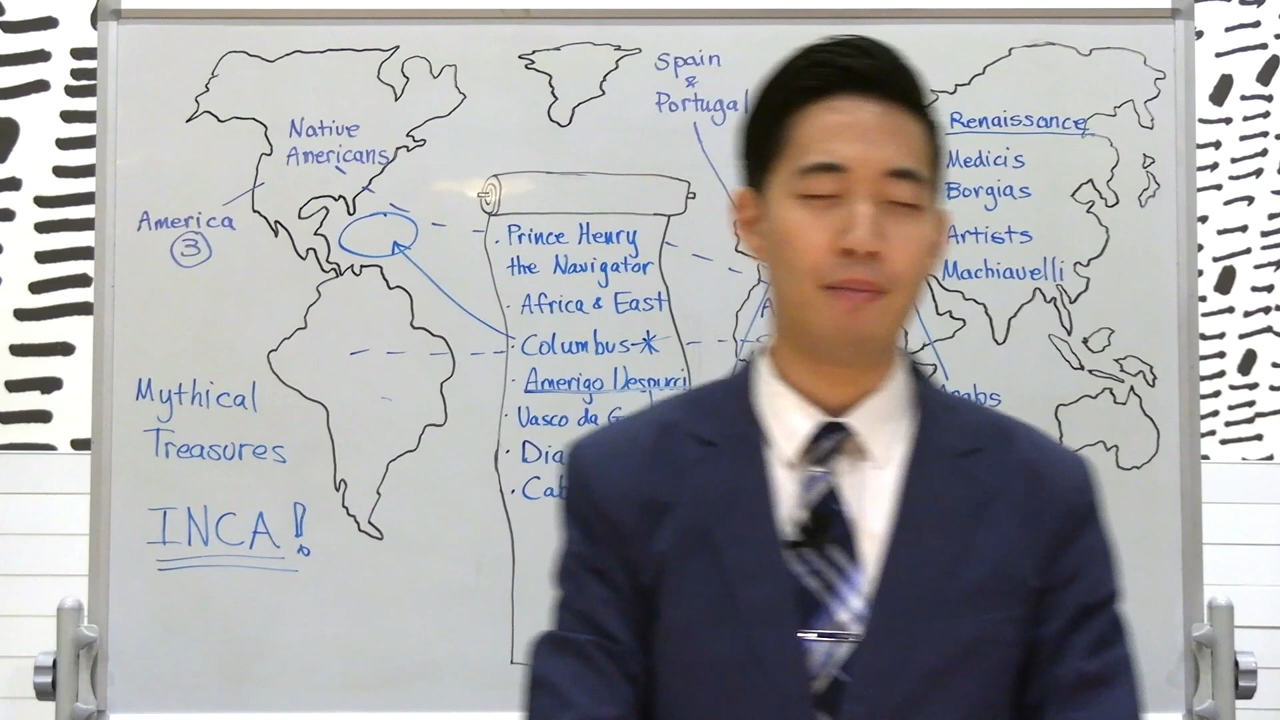 Native
Americans
America
3
Mythical
Treasures
INCA!
Spain
&
Portugal
· Prince Henry
the Navigator
· Africa & East
· Columbus-*
· Amerigo Vespucci
· Vasco da
Renaissance
Medicis
Borgias
Artists
Machiavelli